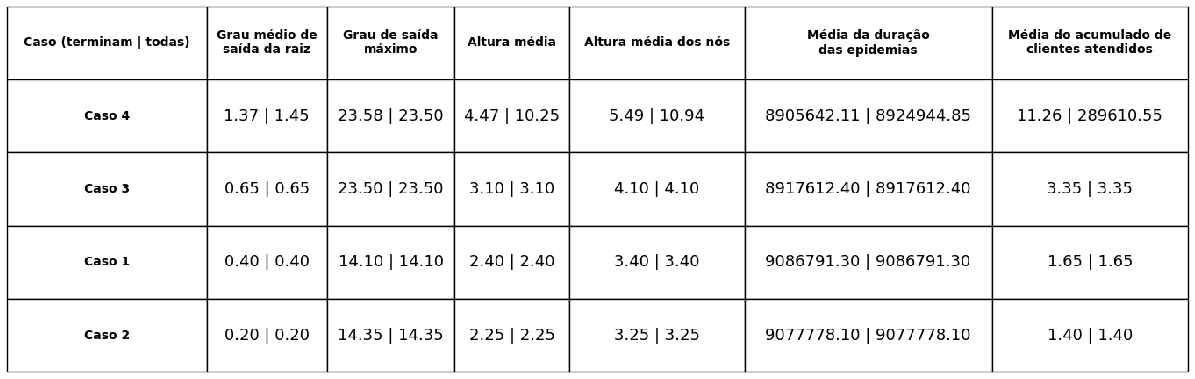 Caso (terminam | todas) Grau médio de saída da raiz Grau de saída máximo Altura média Altura média dos nós Média da duração das epidemias Média do acumulado de clientes atendidos
Caso 4 1.37 | 1.45 23.58 | 23.50 4.47 | 10.25 5.49 | 10.94 8905642.11 | 8924944.85 11.26 | 289610.55
Caso 3 0.65 | 0.65 23.50 | 23.50 3.10 | 3.10 4.10 | 4.10 8917612.40 | 8917612.40 3.35 | 3.35
Caso 1 0.40 | 0.40 14.10 | 14.10 2.40 | 2.40 3.40 | 3.40 9086791.30 | 9086791.30 1.65 | 1.65
Caso 2 0.20 | 0.20 14.35 | 14.35 2.25 | 2.25 3.25 | 3.25 9077778.10 | 9077778.10 1.40 | 1.40